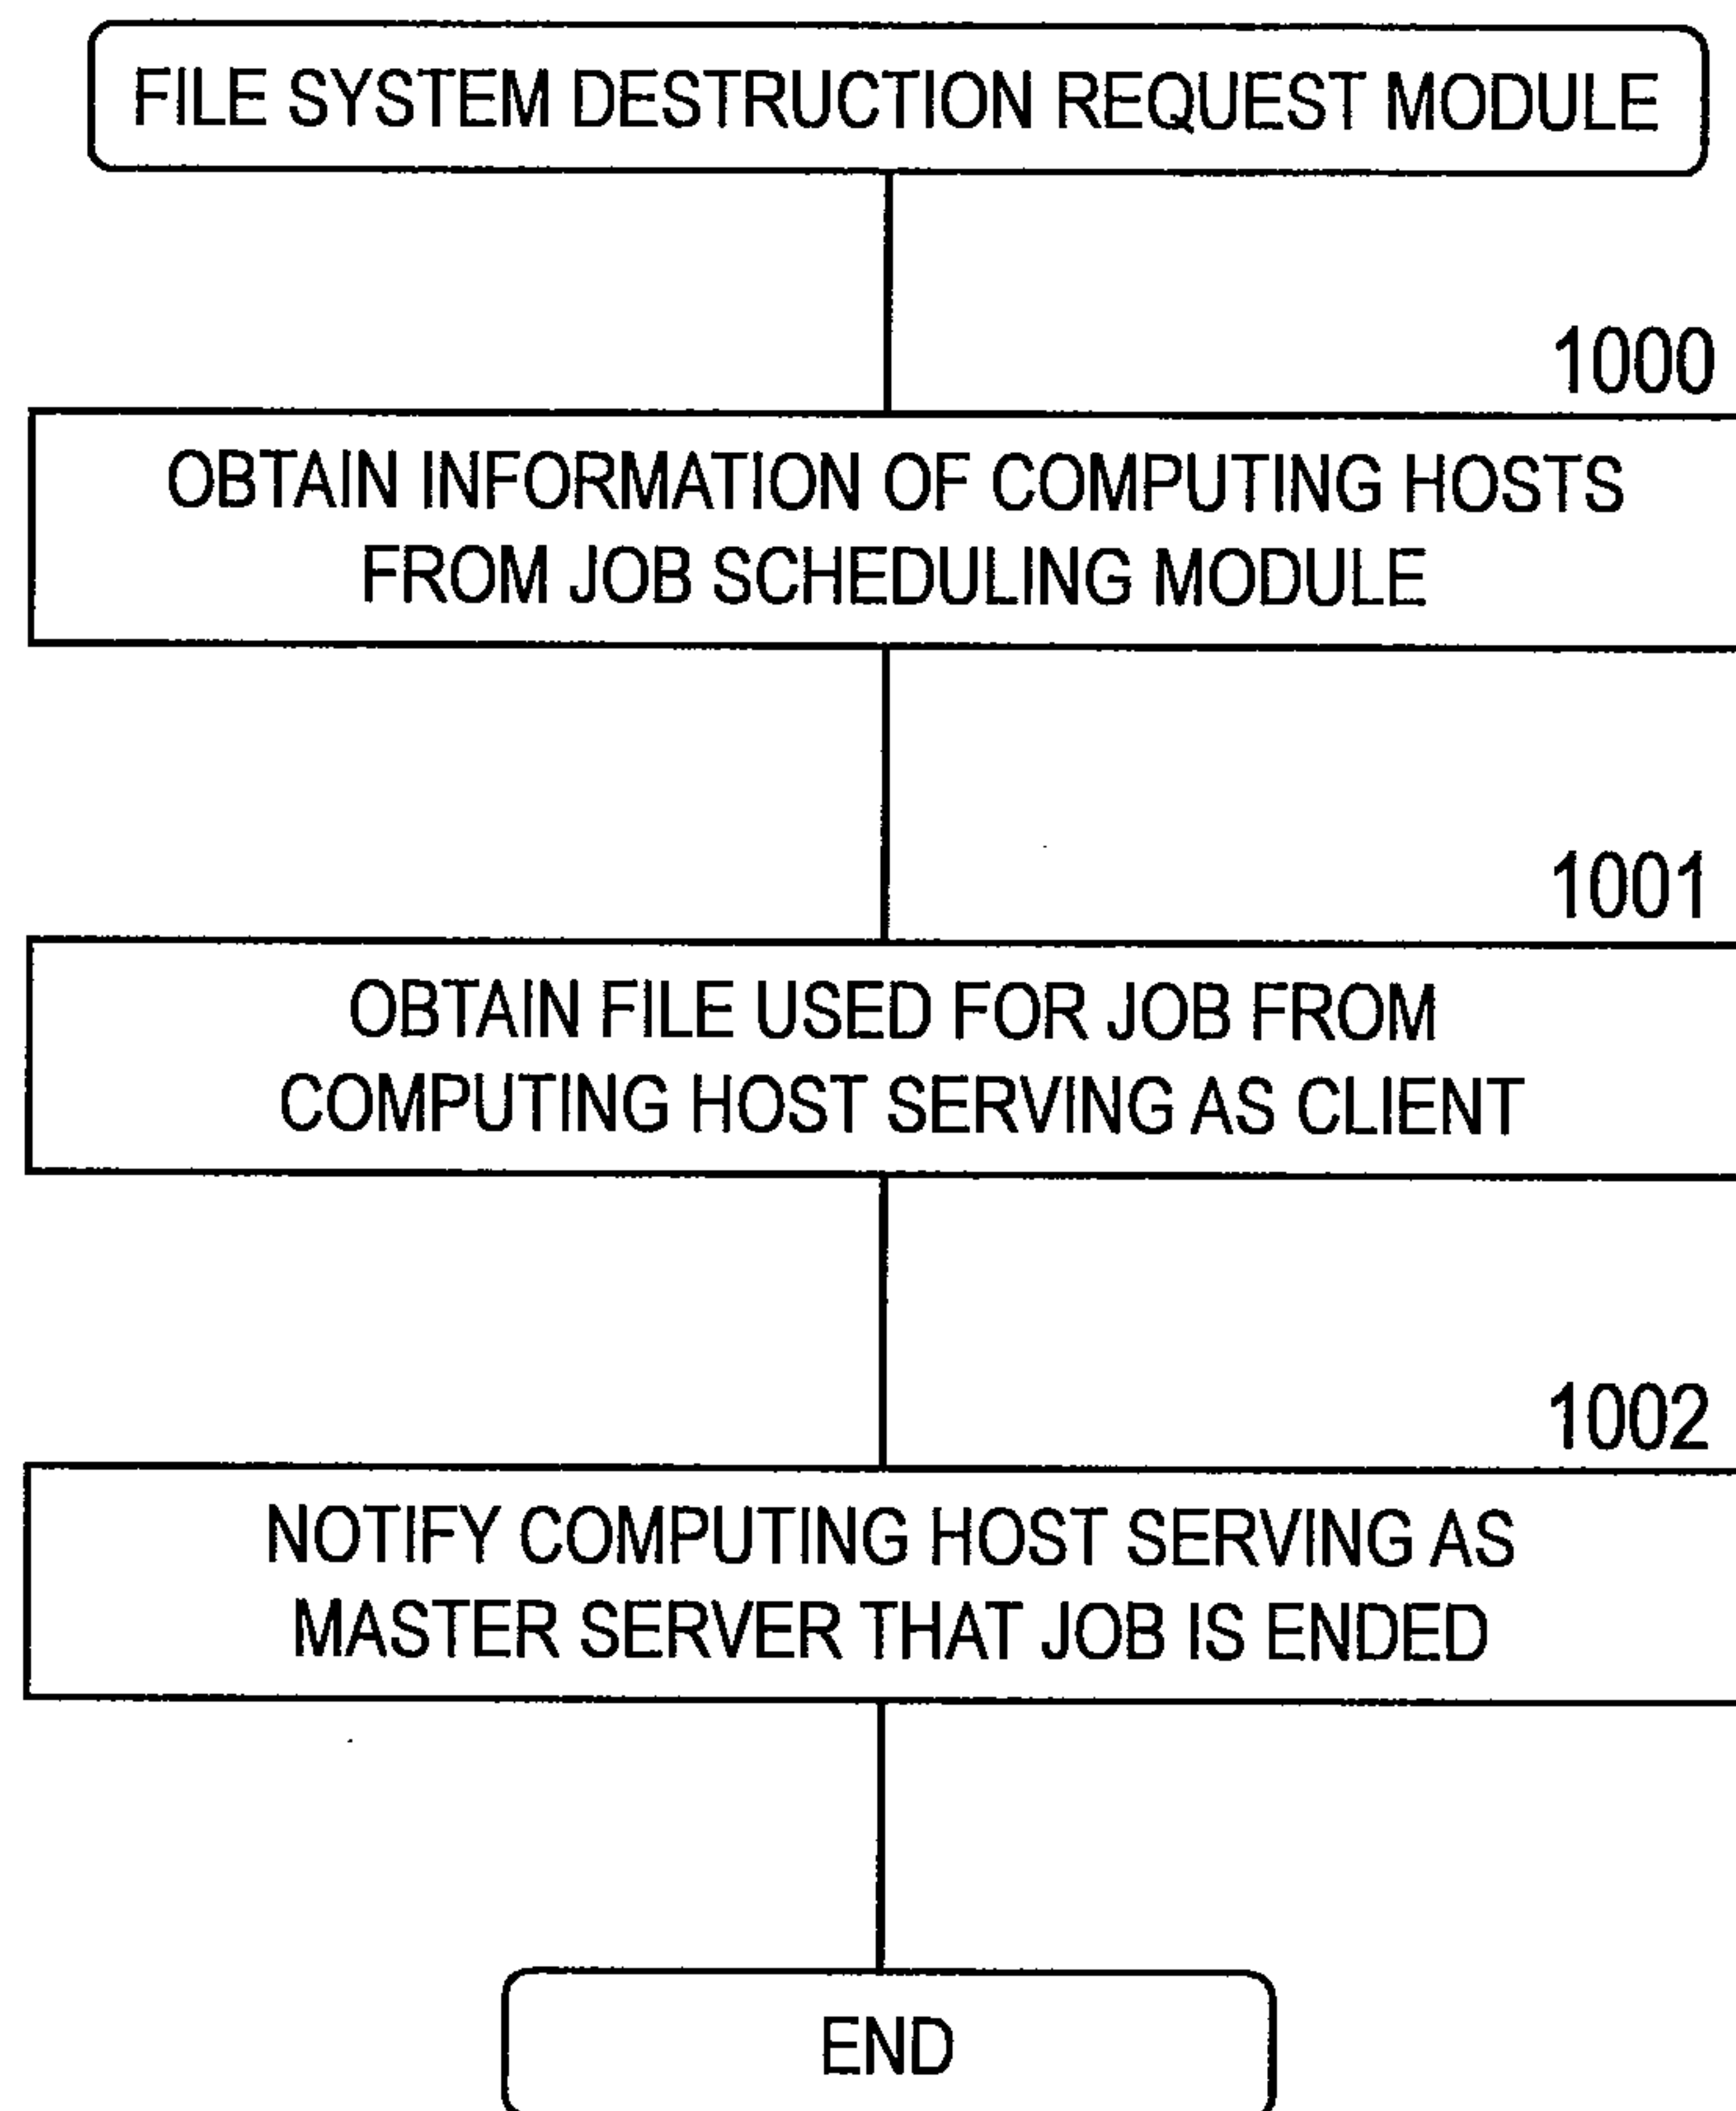 FILE SYSTEM DESTRUCTION REQUEST MODULE
1000
OBTAIN INFORMATION OF COMPUTING HOSTS
FROM JOB SCHEDULING MODULE
1001
OBTAIN FILE USED FOR JOB FROM
COMPUTING HOST SERVING AS CLIENT
1002
NOTIFY COMPUTING HOST SERVING AS
MASTER SERVER THAT JOB IS ENDED
END